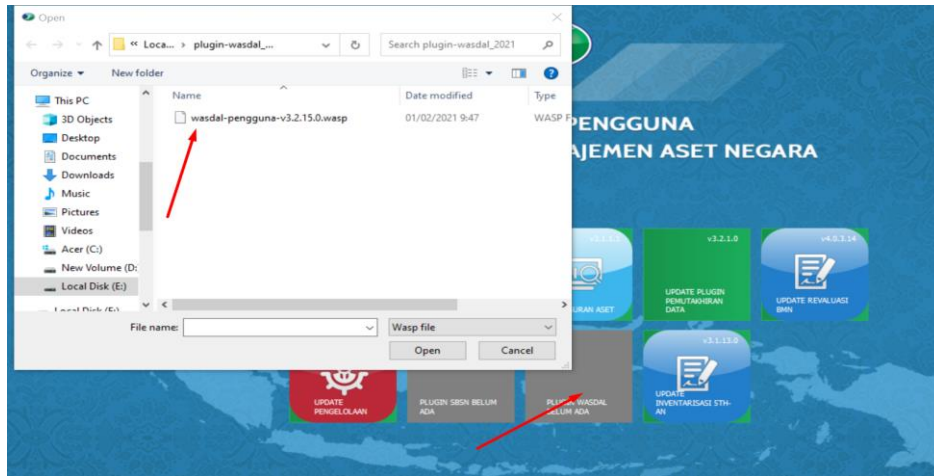 Open
« Loca... › plugin-wasdal_...
Search plugin-wasdal_2021
Organize
New folder
Name
Date modified
Type
This PC
3D Objects
Desktop
Documents
Downloads
Music
Pictures
Videos
Acer (C:)
New Volume (D:
Local Disk (E:)
wasdal-pengguna-v3.2.15.0.wasp
01/02/2021 9:47
WASP F
File name:
Wasp file
Open
Cancel
PENGGUNA
AJEMEN ASET NEGARA
v3.2.1.0
UPDATE PLUGIN
PEMUTAKHIRAN
DATA
v4.0.3.14
UPDATE REVALUASI
BMN
URAN ASET
UPDATE
PENGELOLAAN
PLUGIN SBSN BELUM
ADA
PLUGIN WASDAL
BELUM ADA
v3.1.13.0
UPDATE
INVENTARISASI STH-
AN